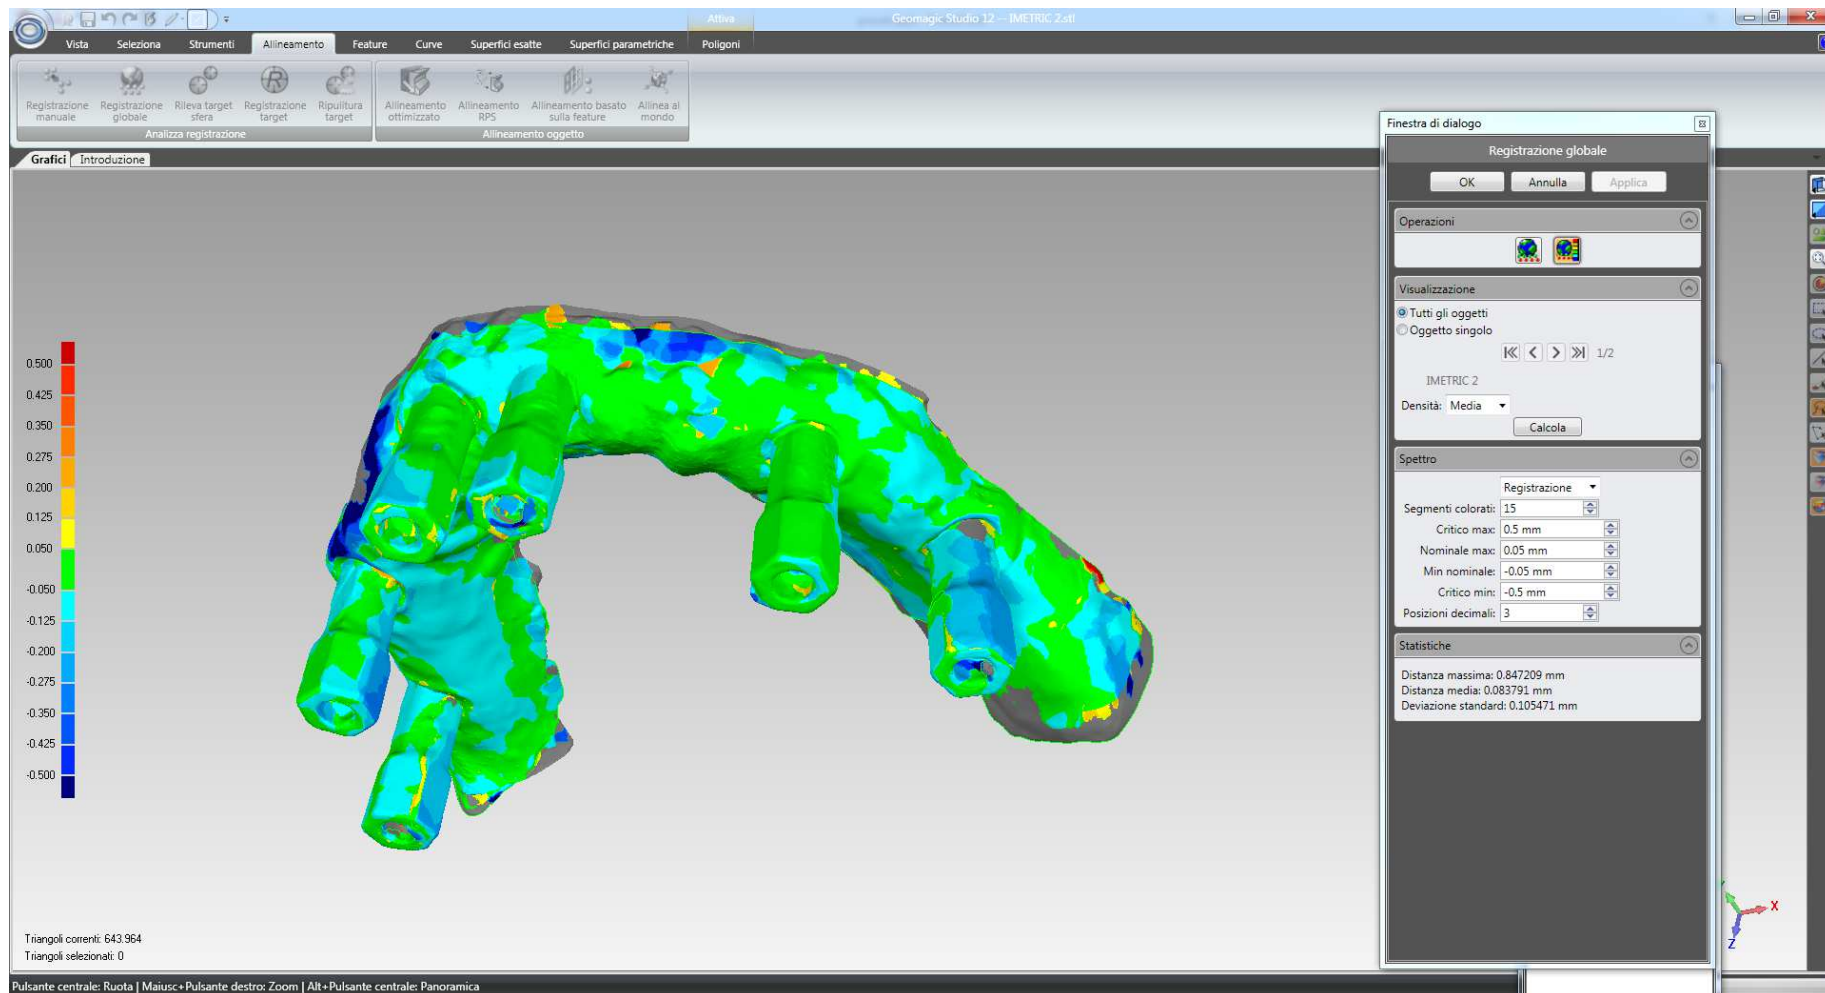 Attiva
Geomagic Studio 12 -- IMETRIC 2.stl
Vista Seleziona Strumenti Allineamento Feature Curve Superfici esatte Superfici parametriche Poligoni
Registrazione manuale
Registrazione globale
Rileva target sfera
Registrazione target
Ripulitura target
Allineamento ottimizzato
Allineamento RPS
Allineamento basato sulla feature
Allinea al mondo
Analizza registrazione
Allineamento oggetto
Grafici Introduzione
0.500
0.425
0.350
0.275
0.200
0.125
0.050
-0.050
-0.125
-0.200
-0.275
-0.350
-0.425
-0.500
Triangoli correnti: 643.964
Triangoli selezionati: 0
Finestra di dialogo
Registrazione globale
OK Annulla Applica
Operazioni
Visualizzazione
Tutti gli oggetti
Oggetto singolo
1/2
IMETRIC 2
Densità: Media
Calcola
Spettro
Registrazione
Segmenti colorati: 15
Critico max: 0.5 mm
Nominale max: 0.05 mm
Min nominale: -0.05 mm
Critico min: -0.5 mm
Posizioni decimali: 3
Statistiche
Distanza massima: 0.847209 mm
Distanza media: 0.083791 mm
Deviazione standard: 0.105471 mm
X
Z
Pulsante centrale: Ruota | Maiusc+Pulsante destro: Zoom | Alt+Pulsante centrale: Panoramica